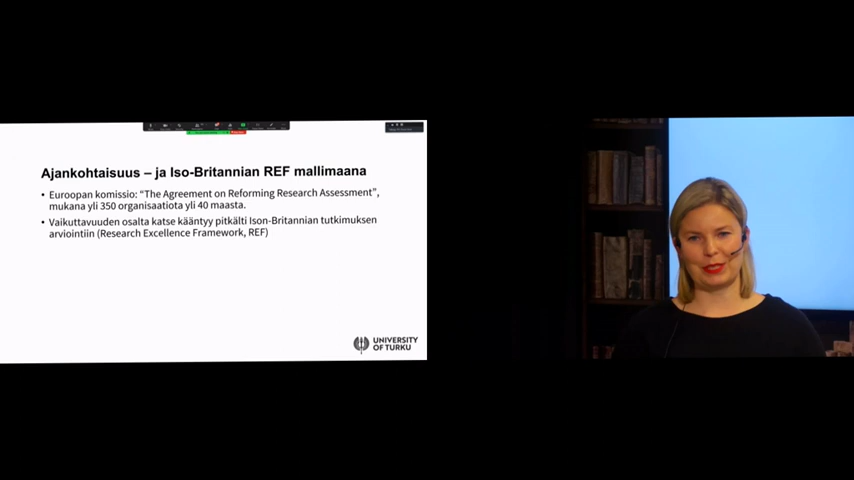 Ajankohtaisuus – ja Iso-Britannian REF mallimaana
• Euroopan komissio: “The Agreement on Reforming Research Assessment”,
mukana yli 350 organisaatiota yli 40 maasta.
• Vaikuttavuuden osalta katse kääntyy pitkälti Ison-Britannian tutkimuksen
arviointiin (Research Excellence Framework, REF)
UNIVERSITY
OF TURKU